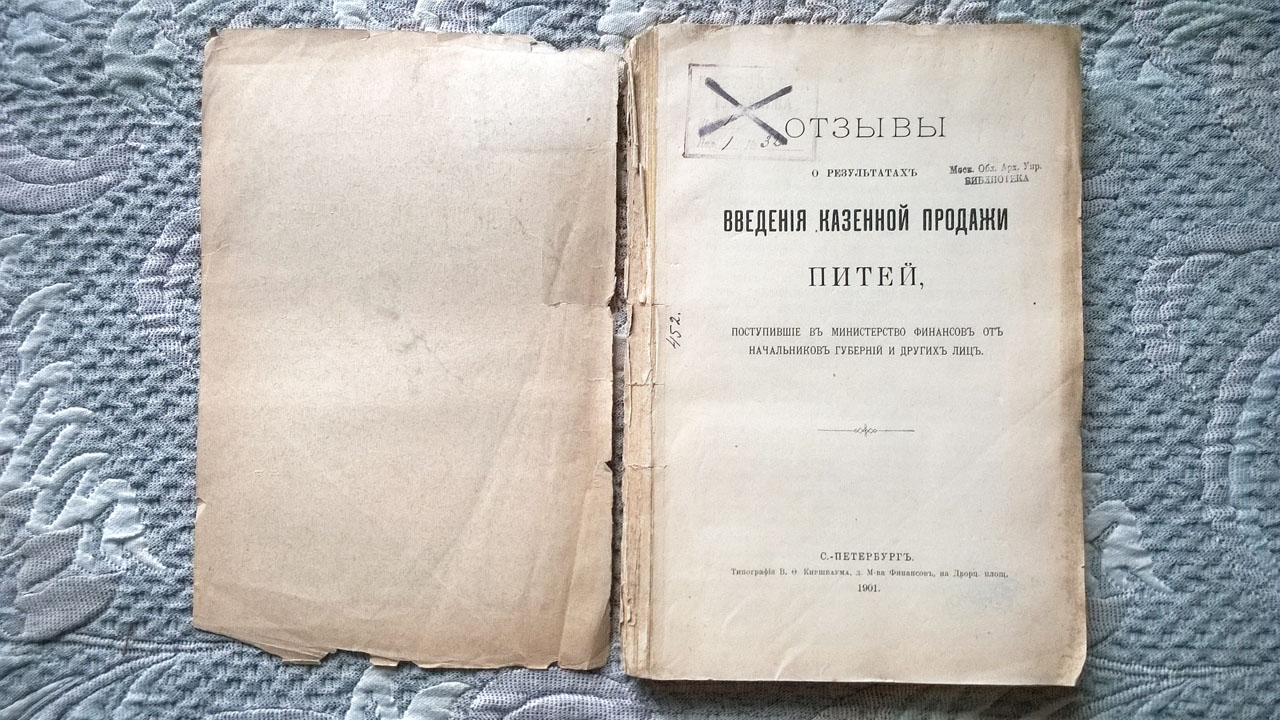 ОТЗЫВЫ
О РЕЗУЛЬТАТАХЪ
Моск. Обл. Арх. Упр.
БИБЛІОТЕКА
ВВЕДЕНІЯ КАЗЕННОЙ ПРОДАЖИ
ПИТЕЙ,
452.
ПОСТУПИВШІЕ ВЪ МИНИСТЕРСТВО ФИНАНСОВЪ ОТЪ
НАЧАЛЬНИКОВЪ ГУБЕРНІЙ И ДРУГИХЪ ЛИЦЪ.
С.-ПЕТЕРБУРГЪ.
Типографія В. Ѳ. Киршбаума, д. М-ва Финансовъ, на Дворц. площ.
1901.